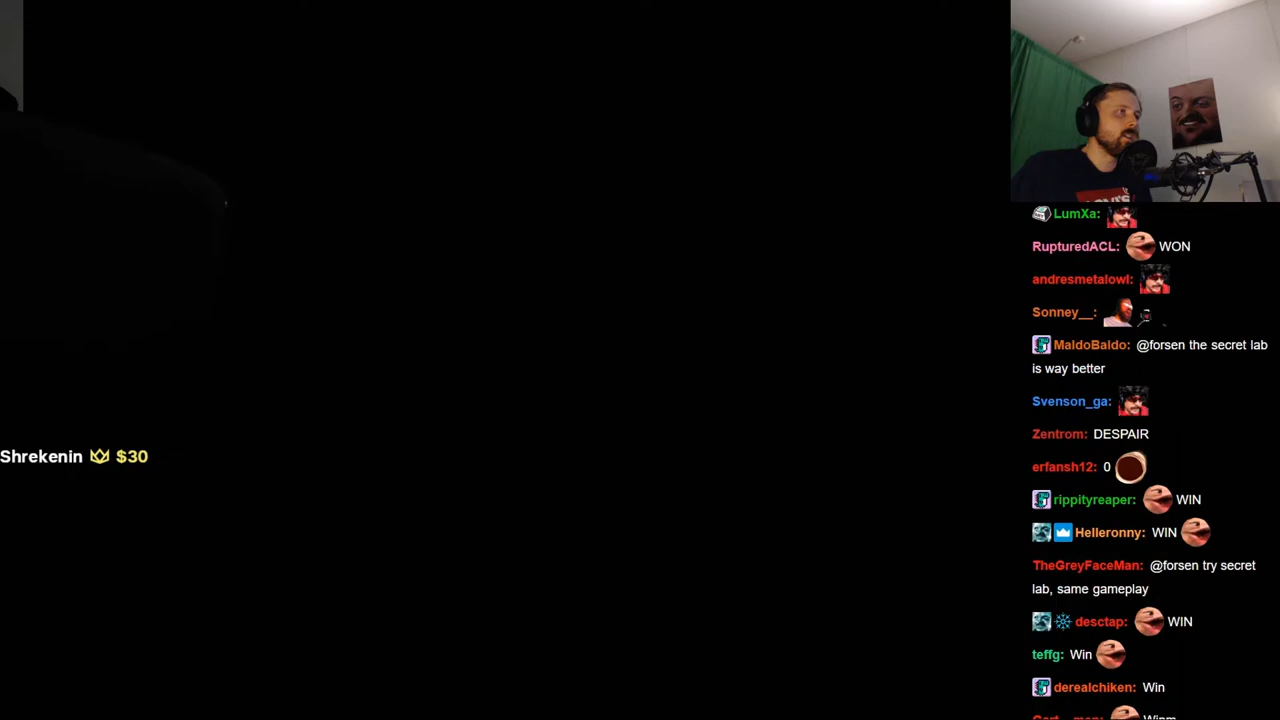 LumXa:
RupturedACL: WON
andresmetalowl:
Sonney__:
MaldoBaldo: @forsen the secret lab
is way better
Svenson_ga:
Zentrom: DESPAIR
Shrekenin $30
erfansh12: 0
rippityreaper: WIN
Helleronny: WIN
TheGreyFaceMan: @forsen try secret
lab, same gameplay
desctap: WIN
teffg: Win
derealchiken: Win